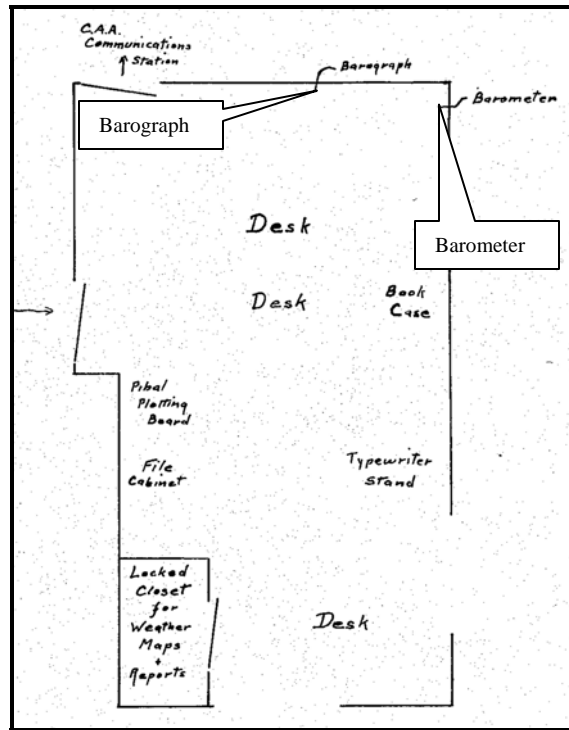 C.A.A.
Communications
Station
Barograph
Barometer
Barograph
Barometer
Desk
Desk
Book
Case
Pibal
Plotting
Board
File
Cabinet
Typewriter
Stand
Locked
Closet
for
Weather
Maps
+
Reports
Desk